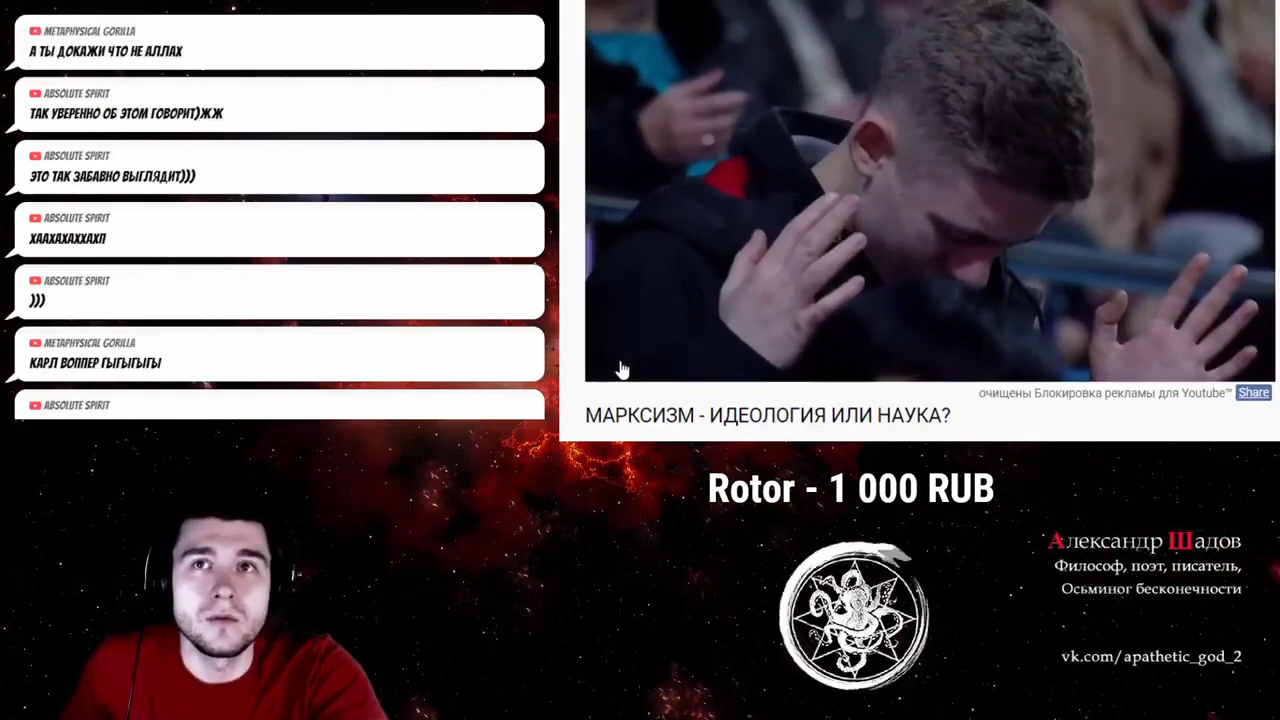 METAPHYSICAL GORILLA
А ТЫ ДОКАЖИ ЧТО НЕ АЛЛАХ
ABSOLUTE SPIRIT
ТАК УВЕРЕННО ОБ ЭТОМ ГОВОРИТ)ЖЖ
ABSOLUTE SPIRIT
ЭТО ТАК ЗАБАВНО ВЫГЛЯДИТ)))
ABSOLUTE SPIRIT
ХААХАХАХХАХП
ABSOLUTE SPIRIT
)))
METAPHYSICAL GORILLA
КАРЛ ВОППЕР ГЫГЫГЫГЫ
ABSOLUTE SPIRIT
очищены Блокировка рекламы для Youtube™ Share
МАРКСИЗМ - ИДЕОЛОГИЯ ИЛИ НАУКА?
Rotor - 1 000 RUB
Александр Шадов
Философ, поэт, писатель,
Осьминог бесконечности
vk.com/apathetic_god_2